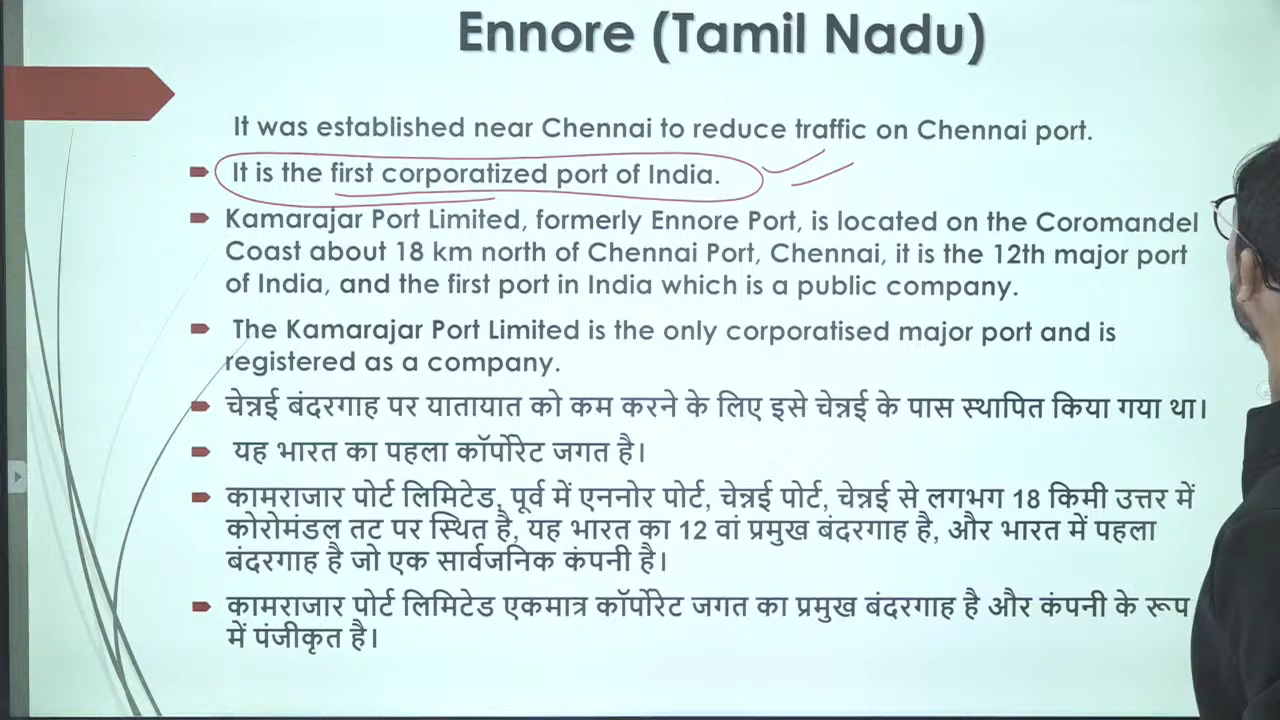 Ennore (Tamil Nadu)
It was established near Chennai to reduce traffic on Chennai port.
It is the first corporatized port of India.
Kamarajar Port Limited, formerly Ennore Port, is located on the Coromandel
Coast about 18 km north of Chennai Port, Chennai, it is the 12th major port
of India, and the first port in India which is a public company.
The Kamarajar Port Limited is the only corporatised major port and is
registered as a company.
चेन्नई बंदरगाह पर यातायात को कम करने के लिए इसे चेन्नई के पास स्थापित किया गया था।
यह भारत का पहला कॉर्पोरेट जगत है।
कामराजार पोर्ट लिमिटेड, पूर्व में एननोर पोर्ट, चेन्नई पोर्ट, चेन्नई से लगभग 18 किमी उत्तर में
कोरोमंडल तट पर स्थित है, यह भारत का 12 वां प्रमुख बंदरगाह है, और भारत में पहला
बंदरगाह है जो एक सार्वजनिक कंपनी है।
कामराजार पोर्ट लिमिटेड एकमात्र कॉर्पोरेट जगत का प्रमुख बंदरगाह है और कंपनी के रूप
में पंजीकृत है।